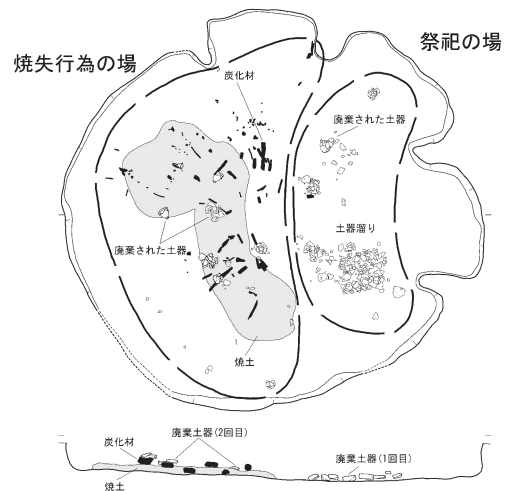 祭祀の場
焼失行為の場
炭化材
廃棄された土器
土器溜り
廃棄された土器
焼土
廃棄土器(2回目)
炭化材
廃棄土器(1回目)
焼土